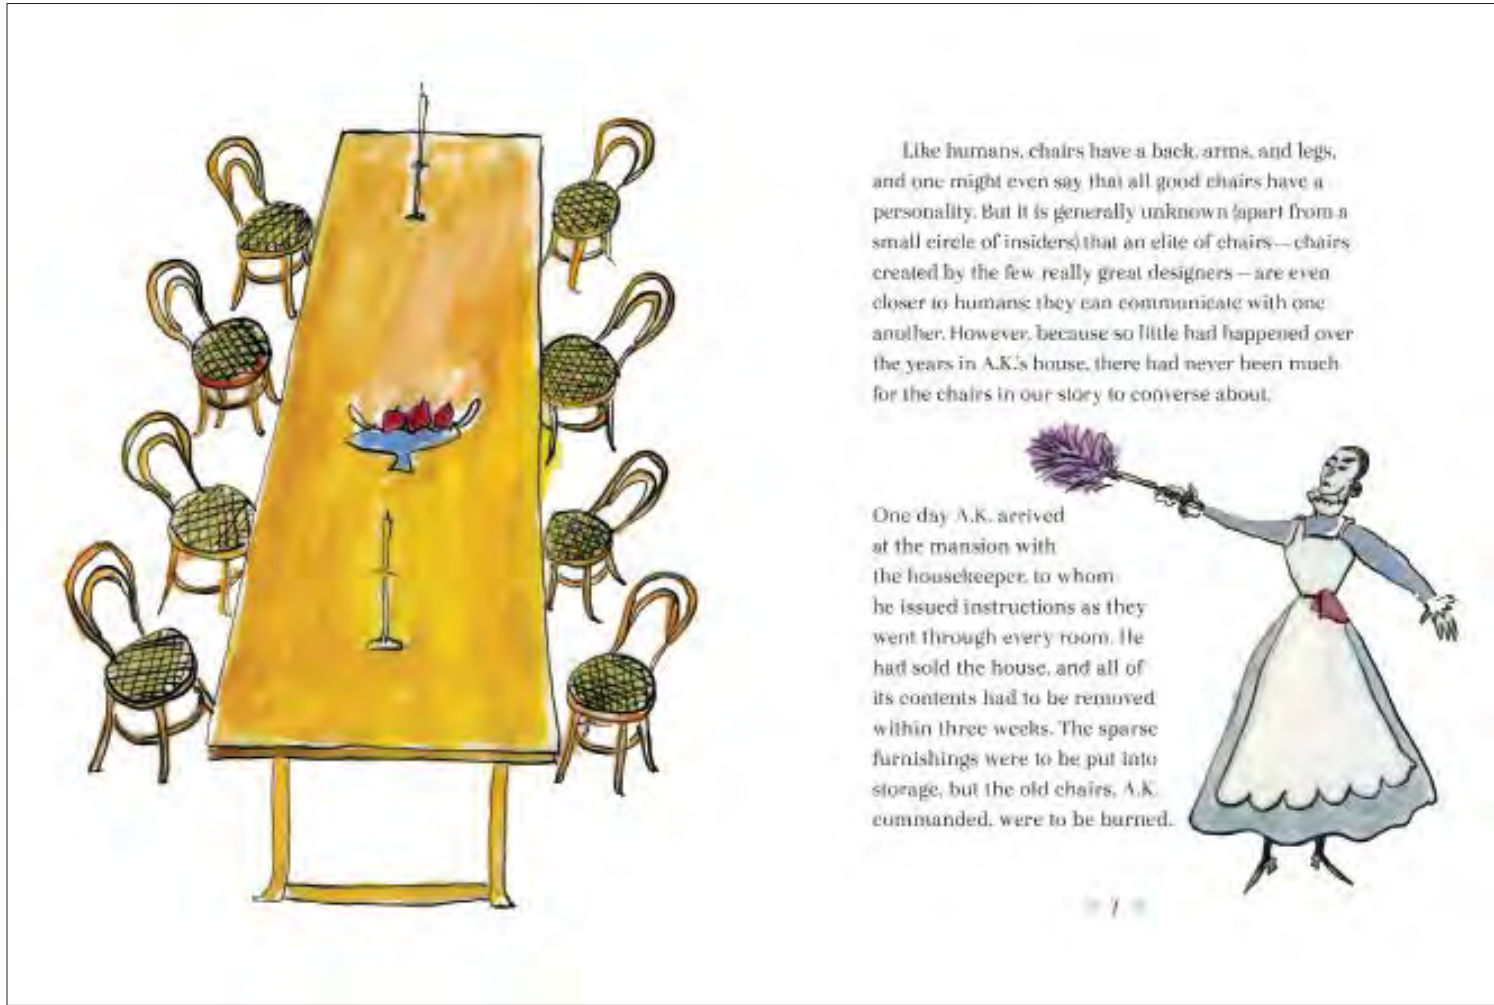 Like humans, chairs have a back, arms, and legs,
and one might even say that all good chairs have a
personality. But it is generally unknown (apart from a
small circle of insiders) that an elite of chairs—chairs
created by the few really great designers—are even
closer to humans: they can communicate with one
another. However, because so little had happened over
the years in A.K.'s house, there had never been much
for the chairs in our story to converse about.
One day A.K. arrived
at the mansion with
the housekeeper, to whom
he issued instructions as they
went through every room. He
had sold the house, and all of
its contents had to be removed
within three weeks. The sparse
furnishings were to be put into
storage, but the old chairs, A.K.
commanded, were to be burned.